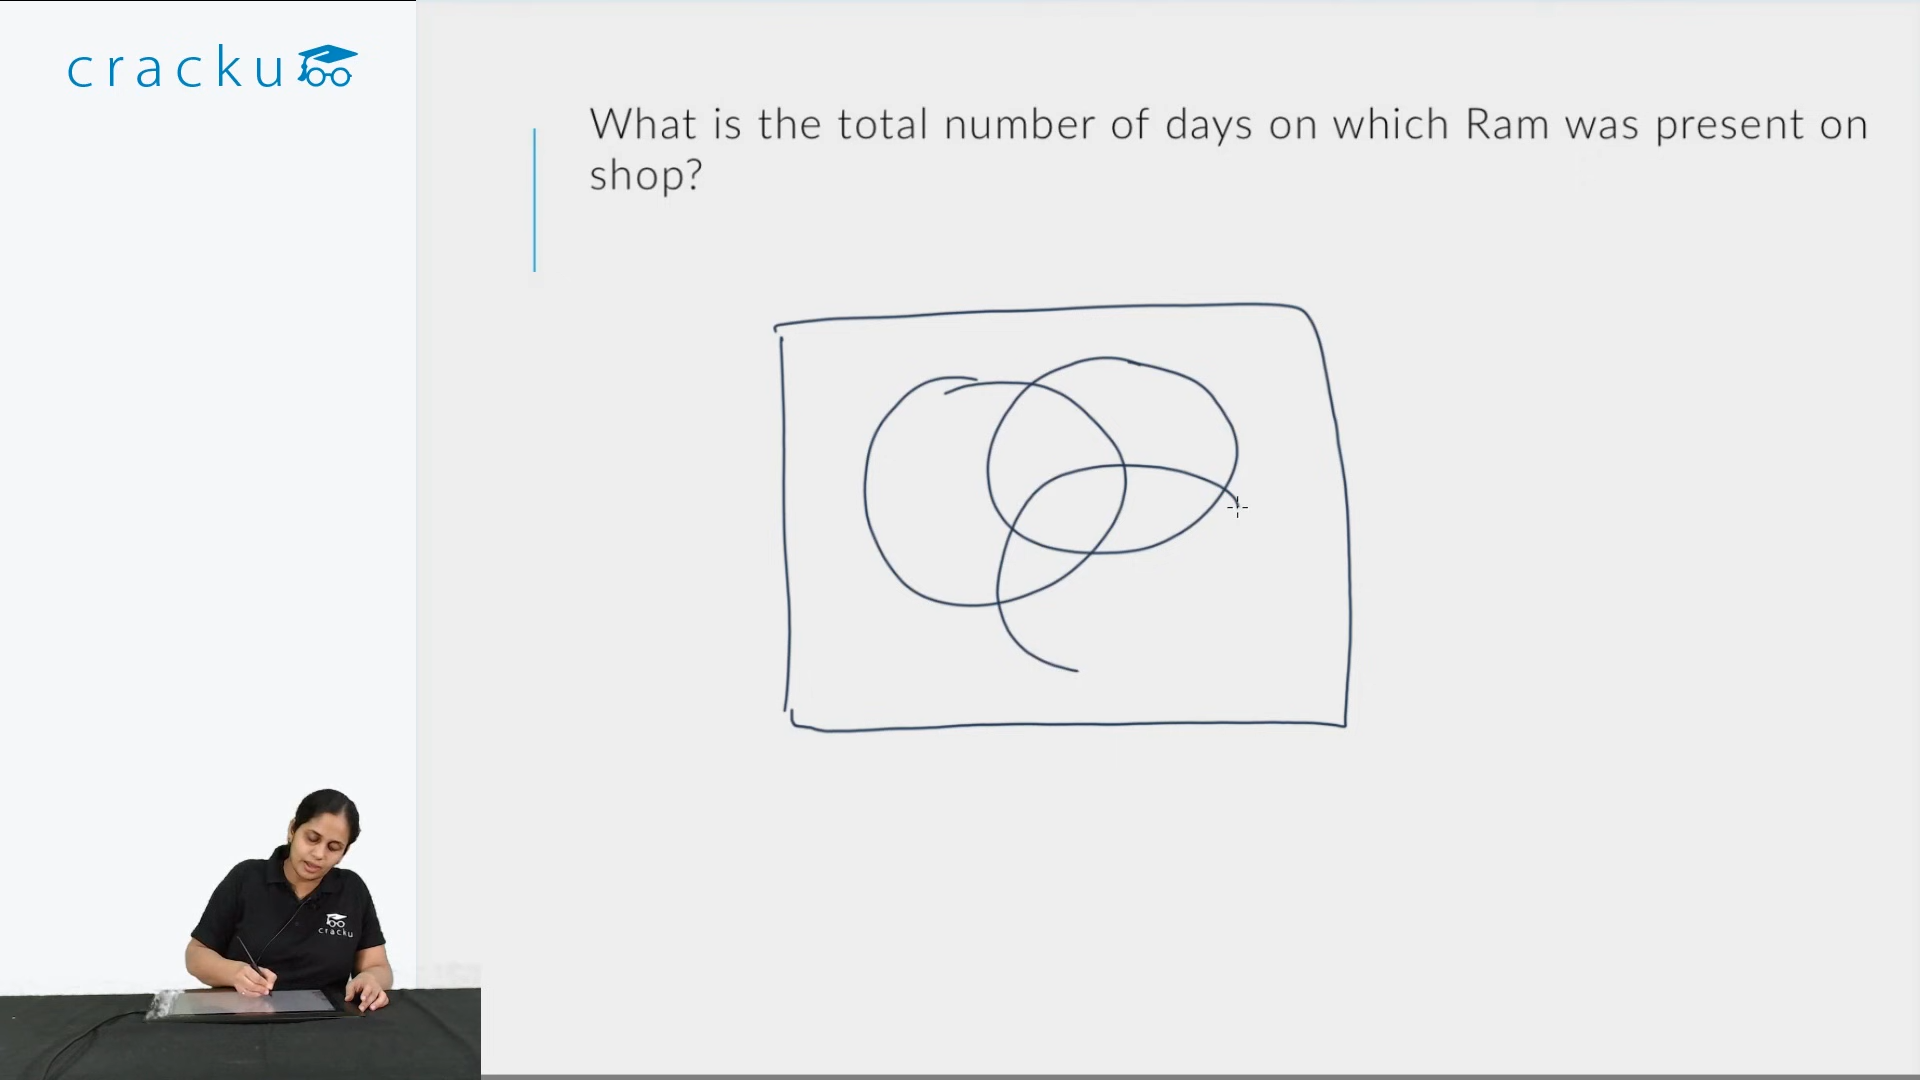 cracku
What is the total number of days on which Ram was present on
shop?
cracku